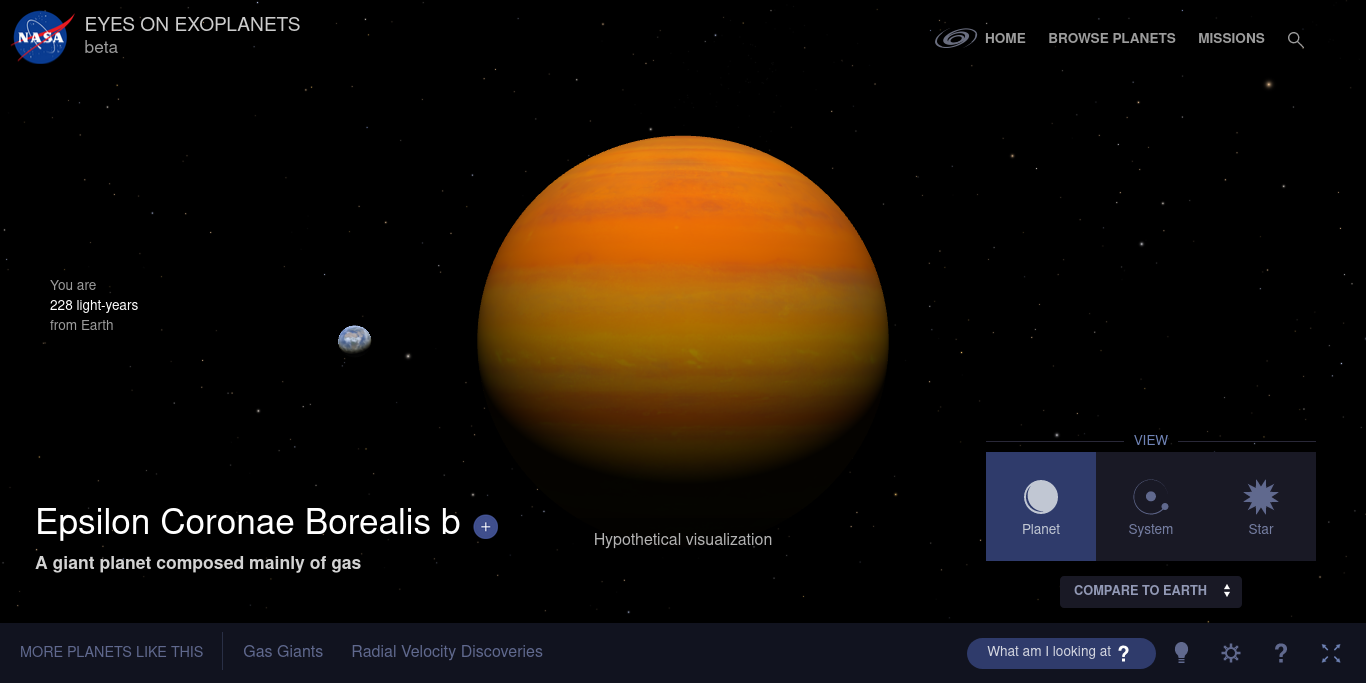 NASA
EYES ON EXOPLANETS
beta
HOME
BROWSE PLANETS
MISSIONS
You are
228 light-years
from Earth
VIEW
Planet
System
Star
Epsilon Coronae Borealis b +
A giant planet composed mainly of gas
Hypothetical visualization
COMPARE TO EARTH
MORE PLANETS LIKE THIS
Gas Giants
Radial Velocity Discoveries
What am I looking at ?
?